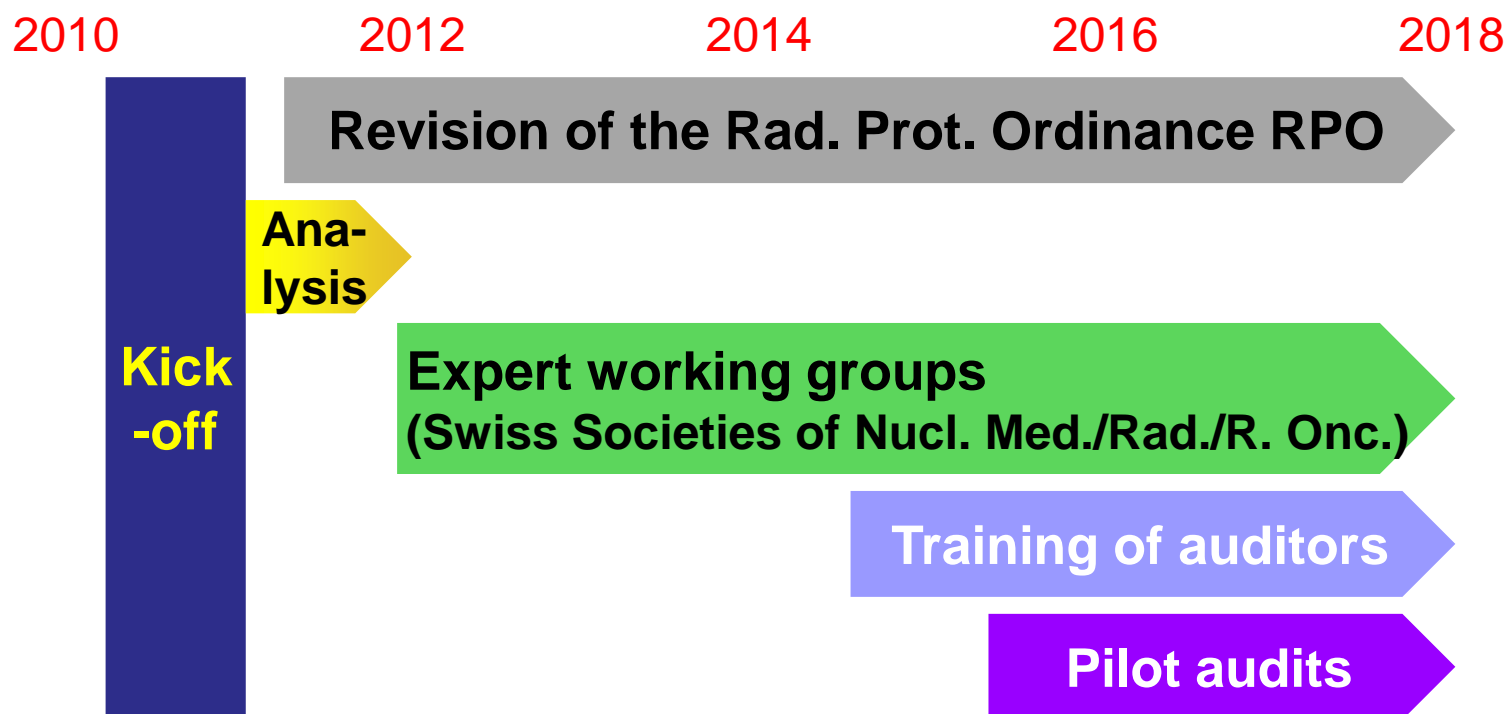 2010 2012 2014 2016 2018
Revision of the Rad. Prot. Ordinance RPO
Ana-
lysis
Kick
-off
Expert working groups
(Swiss Societies of Nucl. Med./Rad./R. Onc.)
Training of auditors
Pilot audits